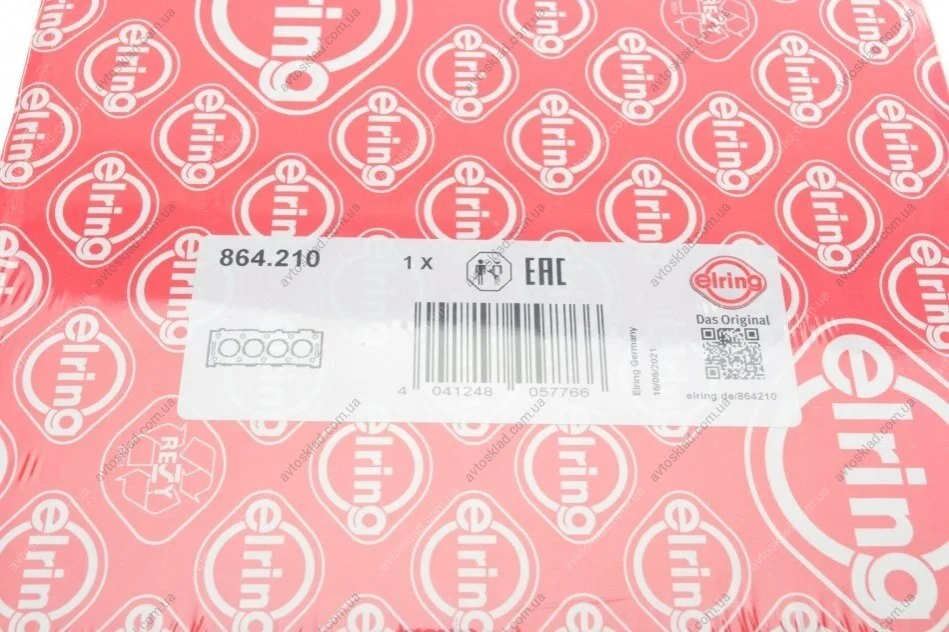 864.210
1 X
EAC
elring
Das Original
4 041248 057766
Elring Germany
16/06/2021
elring.de/864210
elring
RESY
avtosklad.com.ua